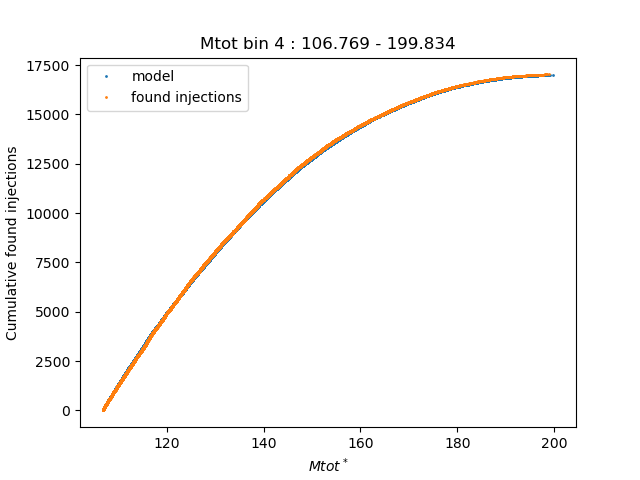 Mtot bin 4 : 106.769 - 199.834
model
found injections
Cumulative found injections
17500
15000
12500
10000
7500
5000
2500
0
120
140
160
180
200
Mtot*